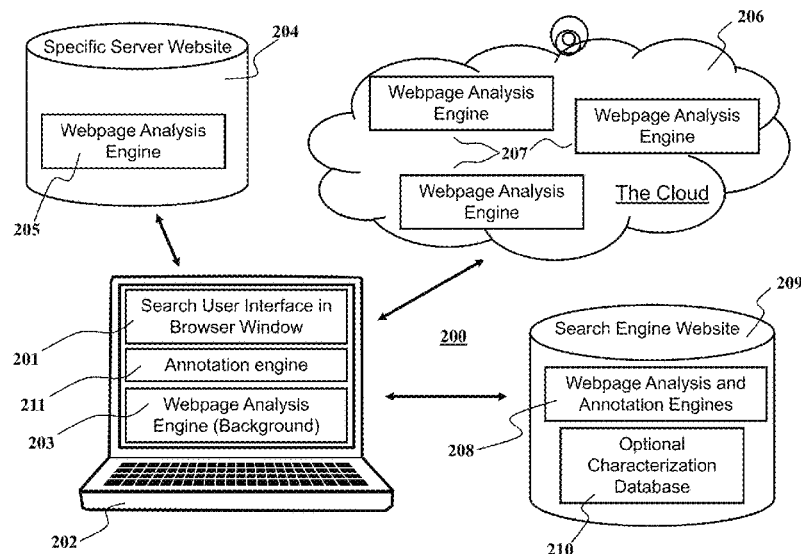 Specific Server Website
204
Webpage Analysis
Engine
205
206
Webpage Analysis
Engine
Webpage Analysis
Engine
207
Webpage Analysis
Engine
The Cloud
Search User Interface in
Browser Window
201
Annotation engine
211
Webpage Analysis
Engine (Background)
203
202
200
209
Search Engine Website
Webpage Analysis and
Annotation Engines
208
Optional
Characterization
Database
210